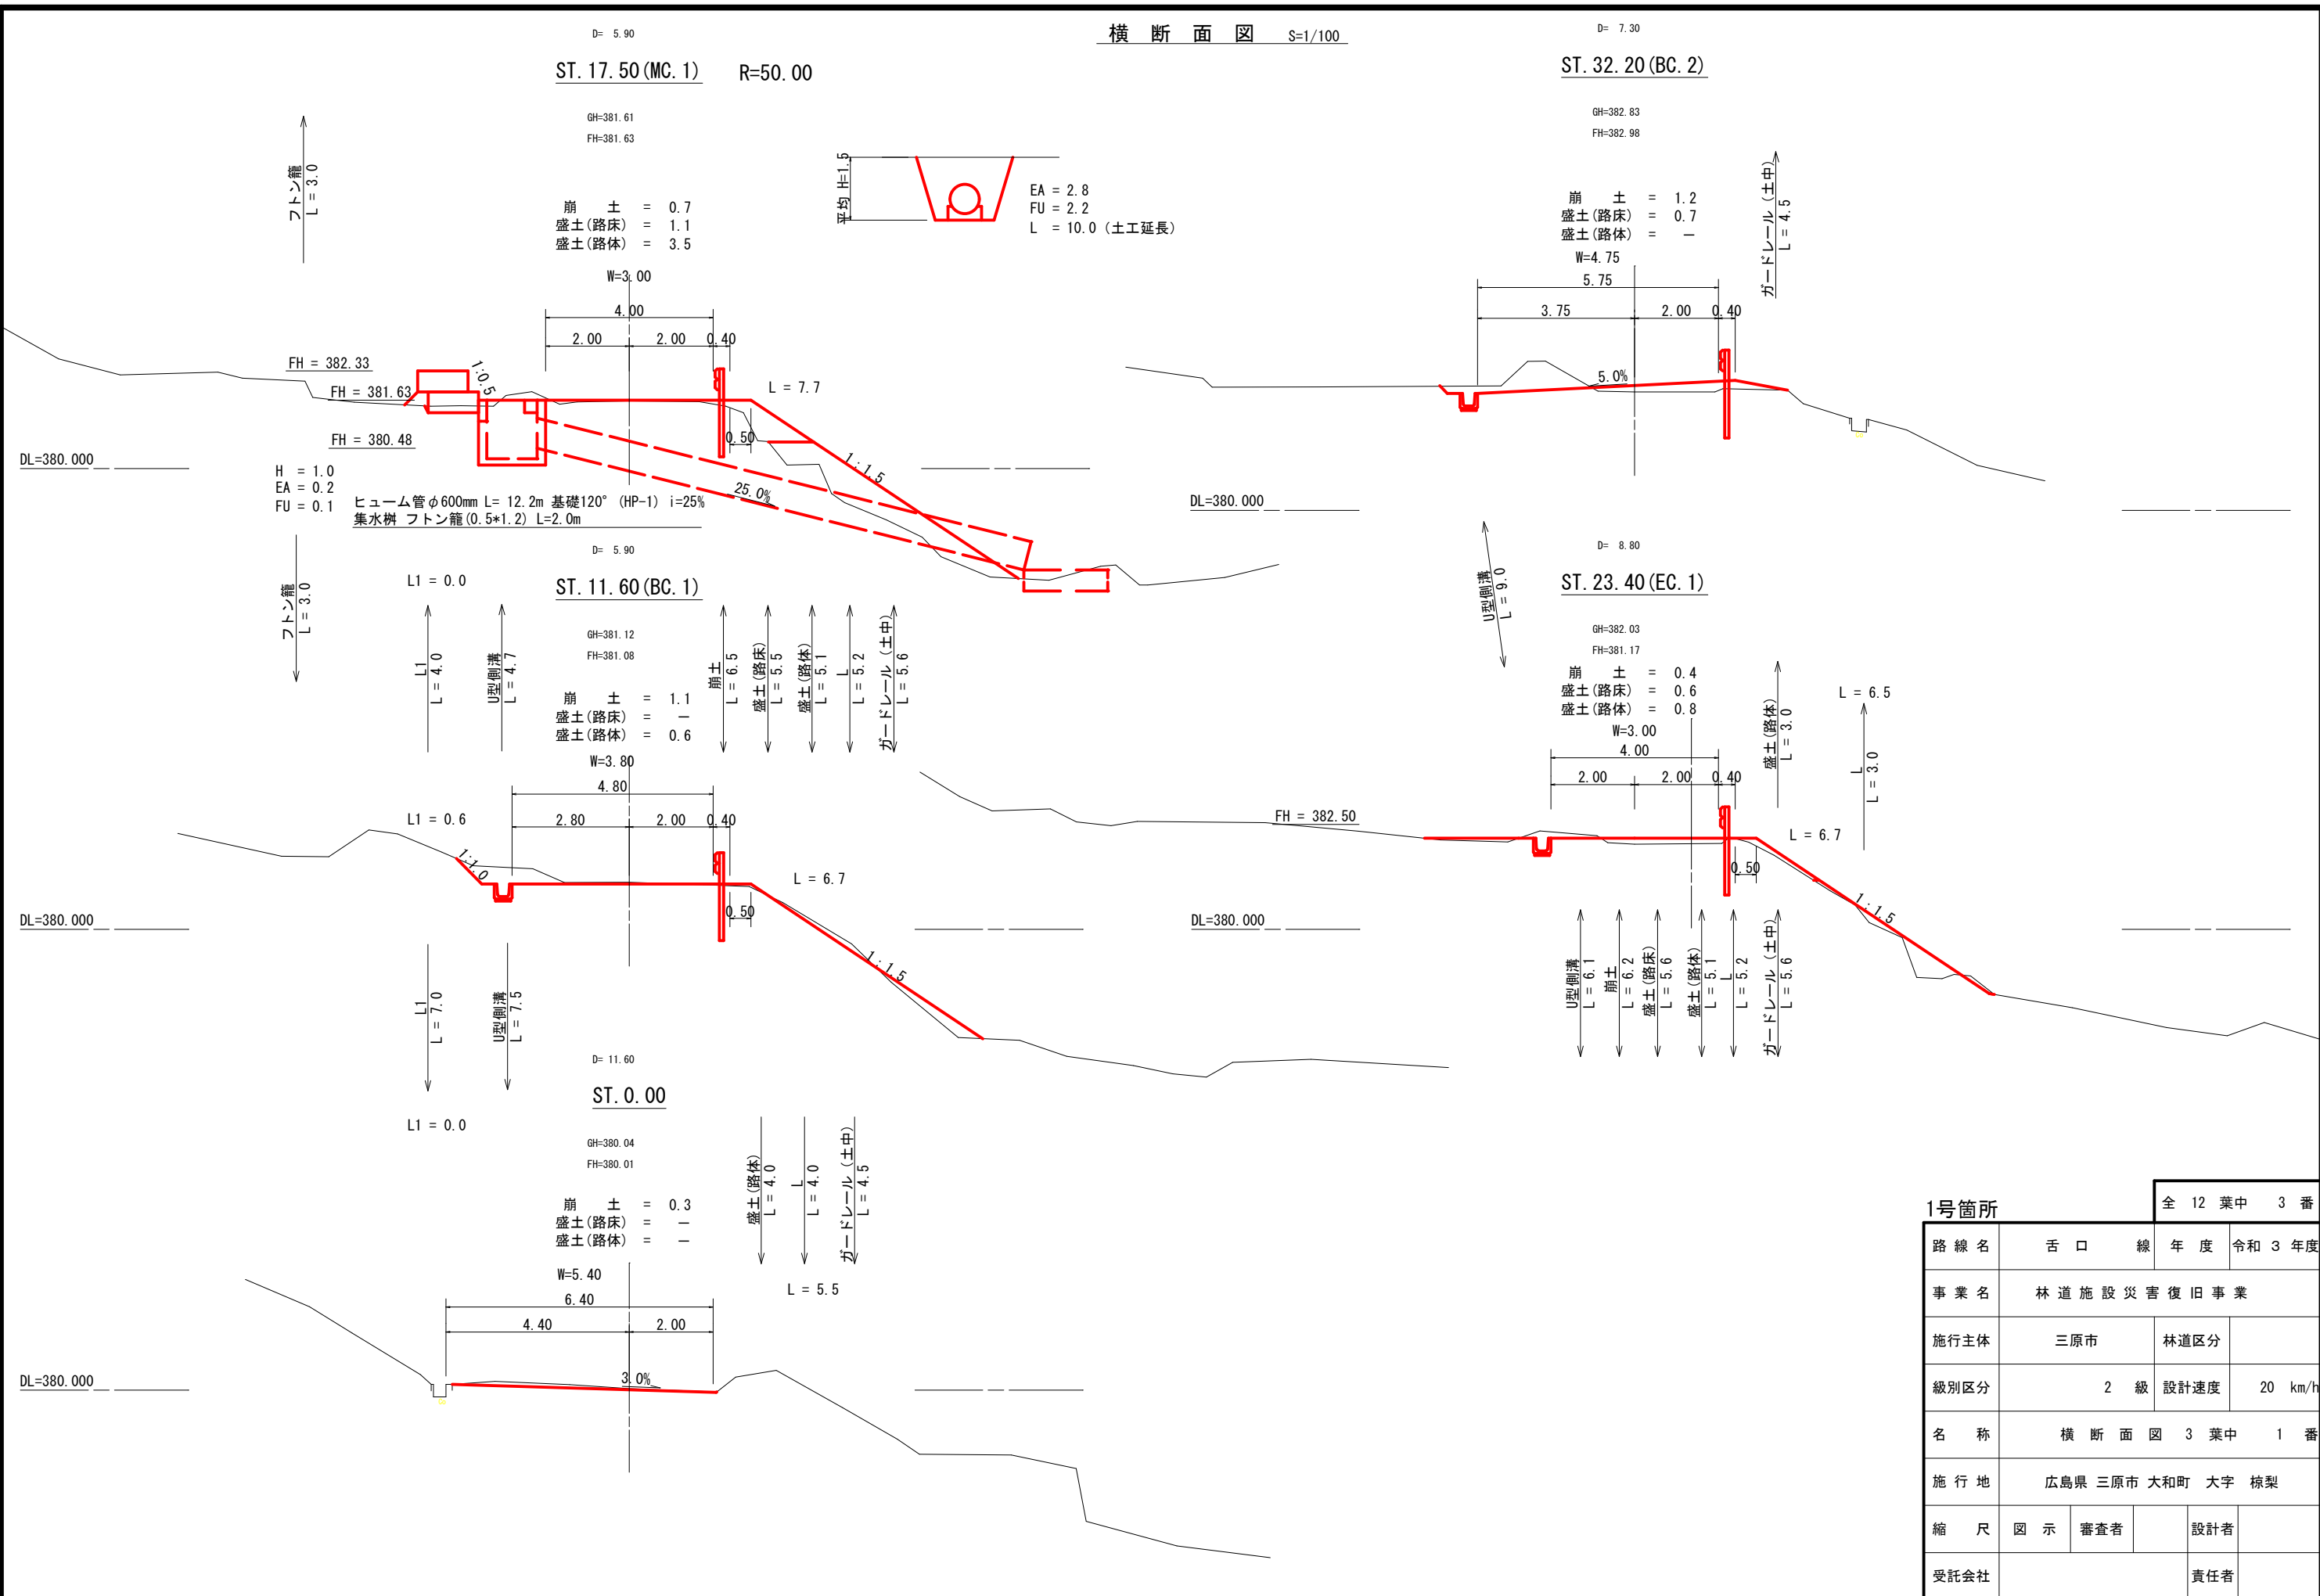 横 断 面 図 S=1/100
D= 5.90
ST.17.50(MC.1) R=50.00
GH=381.61
FH=381.63
フトン籠
L = 3.0
崩 土 = 0.7
盛土(路床) = 1.1
盛土(路体) = 3.5
平均 H=1.5
EA = 2.8
FU = 2.2
L = 10.0 (土工延長)
W=3.00
4.00
2.00 2.00 0.40
FH = 382.33
1:0.5
FH = 381.63
L = 7.7
FH = 380.48
0.50
1:1.5
DL=380.000
25.0%
H = 1.0
EA = 0.2
FU = 0.1
ヒューム管φ600mm L= 12.2m 基礎120° (HP-1) i=25%
集水桝 フトン籠(0.5*1.2) L=2.0m
フトン籠
L = 3.0
D= 7.30
ST.32.20(BC.2)
GH=382.83
FH=382.98
崩 土 = 1.2
盛土(路床) = 0.7
盛土(路体) = －
ガードレール (土中)
L = 4.5
W=4.75
5.75
3.75 2.00 0.40
5.0%
DL=380.000
D= 5.90
ST.11.60(BC.1)
L1 = 0.0
GH=381.12
FH=381.08
L1
L = 4.0
U型側溝
L = 4.7
崩 土 = 1.1
盛土(路床) = －
盛土(路体) = 0.6
崩土
L = 6.5
盛土(路床)
L = 5.5
盛土(路体)
L = 5.1
L
L = 5.2
ガードレール (土中)
L = 5.6
W=3.80
4.80
2.80 2.00 0.40
L1 = 0.6
1:1.0
L = 6.7
0.50
1:1.5
DL=380.000
L1
L = 7.0
U型側溝
L = 7.5
D= 8.80
ST.23.40(EC.1)
U型側溝
L = 9.0
GH=382.03
FH=381.17
崩 土 = 0.4
盛土(路床) = 0.6
盛土(路体) = 0.8
盛土(路体)
L = 3.0
L = 6.5
L
L = 3.0
W=3.00
4.00
2.00 2.00 0.40
FH = 382.50
L = 6.7
0.50
1:1.5
DL=380.000
U型側溝
L = 6.1
崩土
L = 6.2
盛土(路床)
L = 5.6
盛土(路体)
L = 5.1
L
L = 5.2
ガードレール (土中)
L = 5.6
D= 11.60
ST.0.00
L1 = 0.0
GH=380.04
FH=380.01
崩 土 = 0.3
盛土(路床) = －
盛土(路体) = －
盛土(路体)
L = 4.0
L
L = 4.0
ガードレール (土中)
L = 4.5
L = 5.5
W=5.40
6.40
4.40 2.00
3.0%
DL=380.000
1号箇所
全 12 葉中 3 番
路 線 名 舌 口 線 年 度 令和 3 年度
事 業 名 林 道 施 設 災 害 復 旧 事 業
施行主体 三原市 林道区分
級別区分 2 級 設計速度 20 km/h
名 称 横 断 面 図 3 葉中 1 番
施 行 地 広島県 三原市 大和町 大字 椋梨
縮 尺 図 示 審査者 設計者
受託会社 責任者